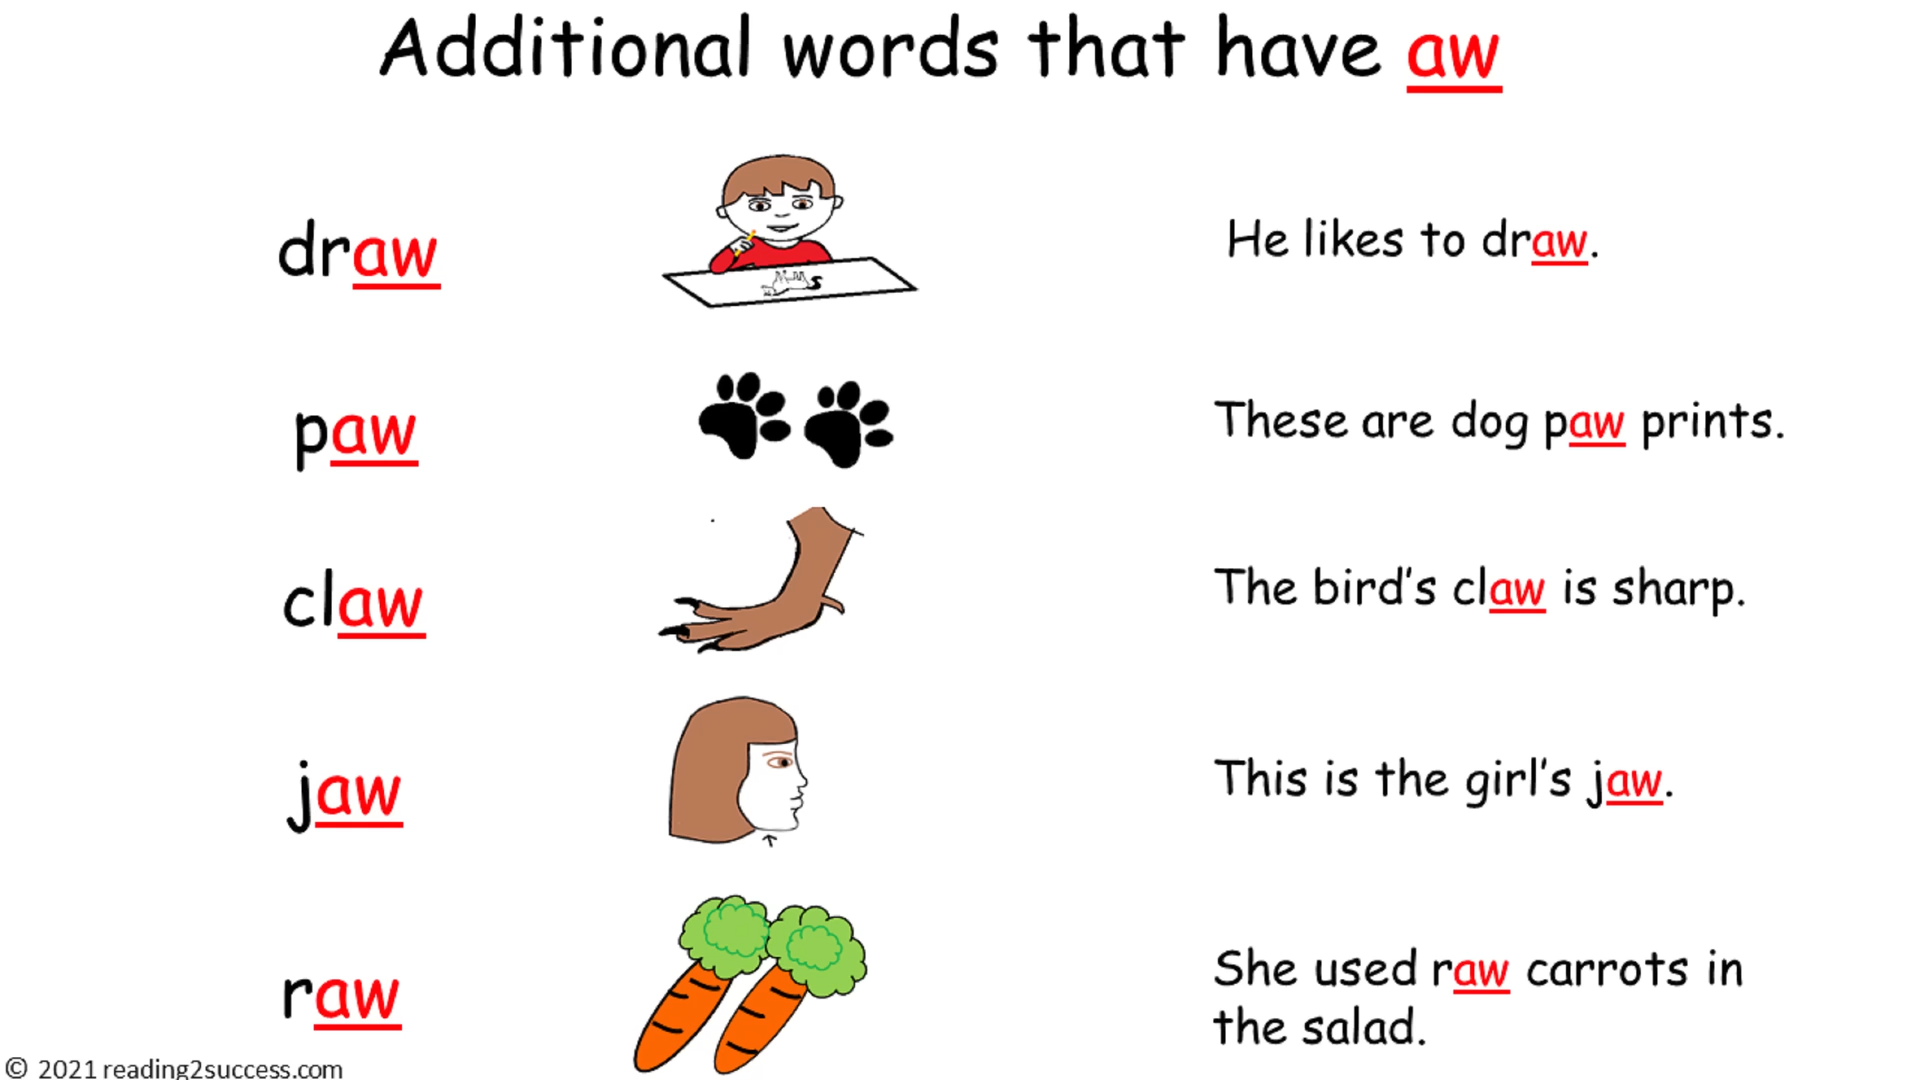 Additional words that have aw
draw
He likes to draw.
paw
These are dog paw prints.
claw
The bird's claw is sharp.
jaw
This is the girl's jaw.
raw
She used raw carrots in
the salad.
© 2021 reading2success.com